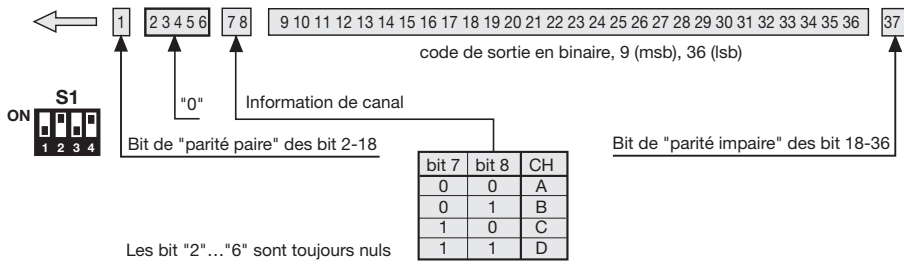 1 2 3 4 5 6 7 8 9 10 11 12 13 14 15 16 17 18 19 20 21 22 23 24 25 26 27 28 29 30 31 32 33 34 35 36 37
code de sortie en binaire, 9 (msb), 36 (lsb)
S1
ON
1 2 3 4
"0"
Information de canal
Bit de "parité paire" des bit 2-18
Bit de "parité impaire" des bit 18-36
bit 7 bit 8 CH
0 0 A
0 1 B
1 0 C
1 1 D
Les bit "2"…"6" sont toujours nuls